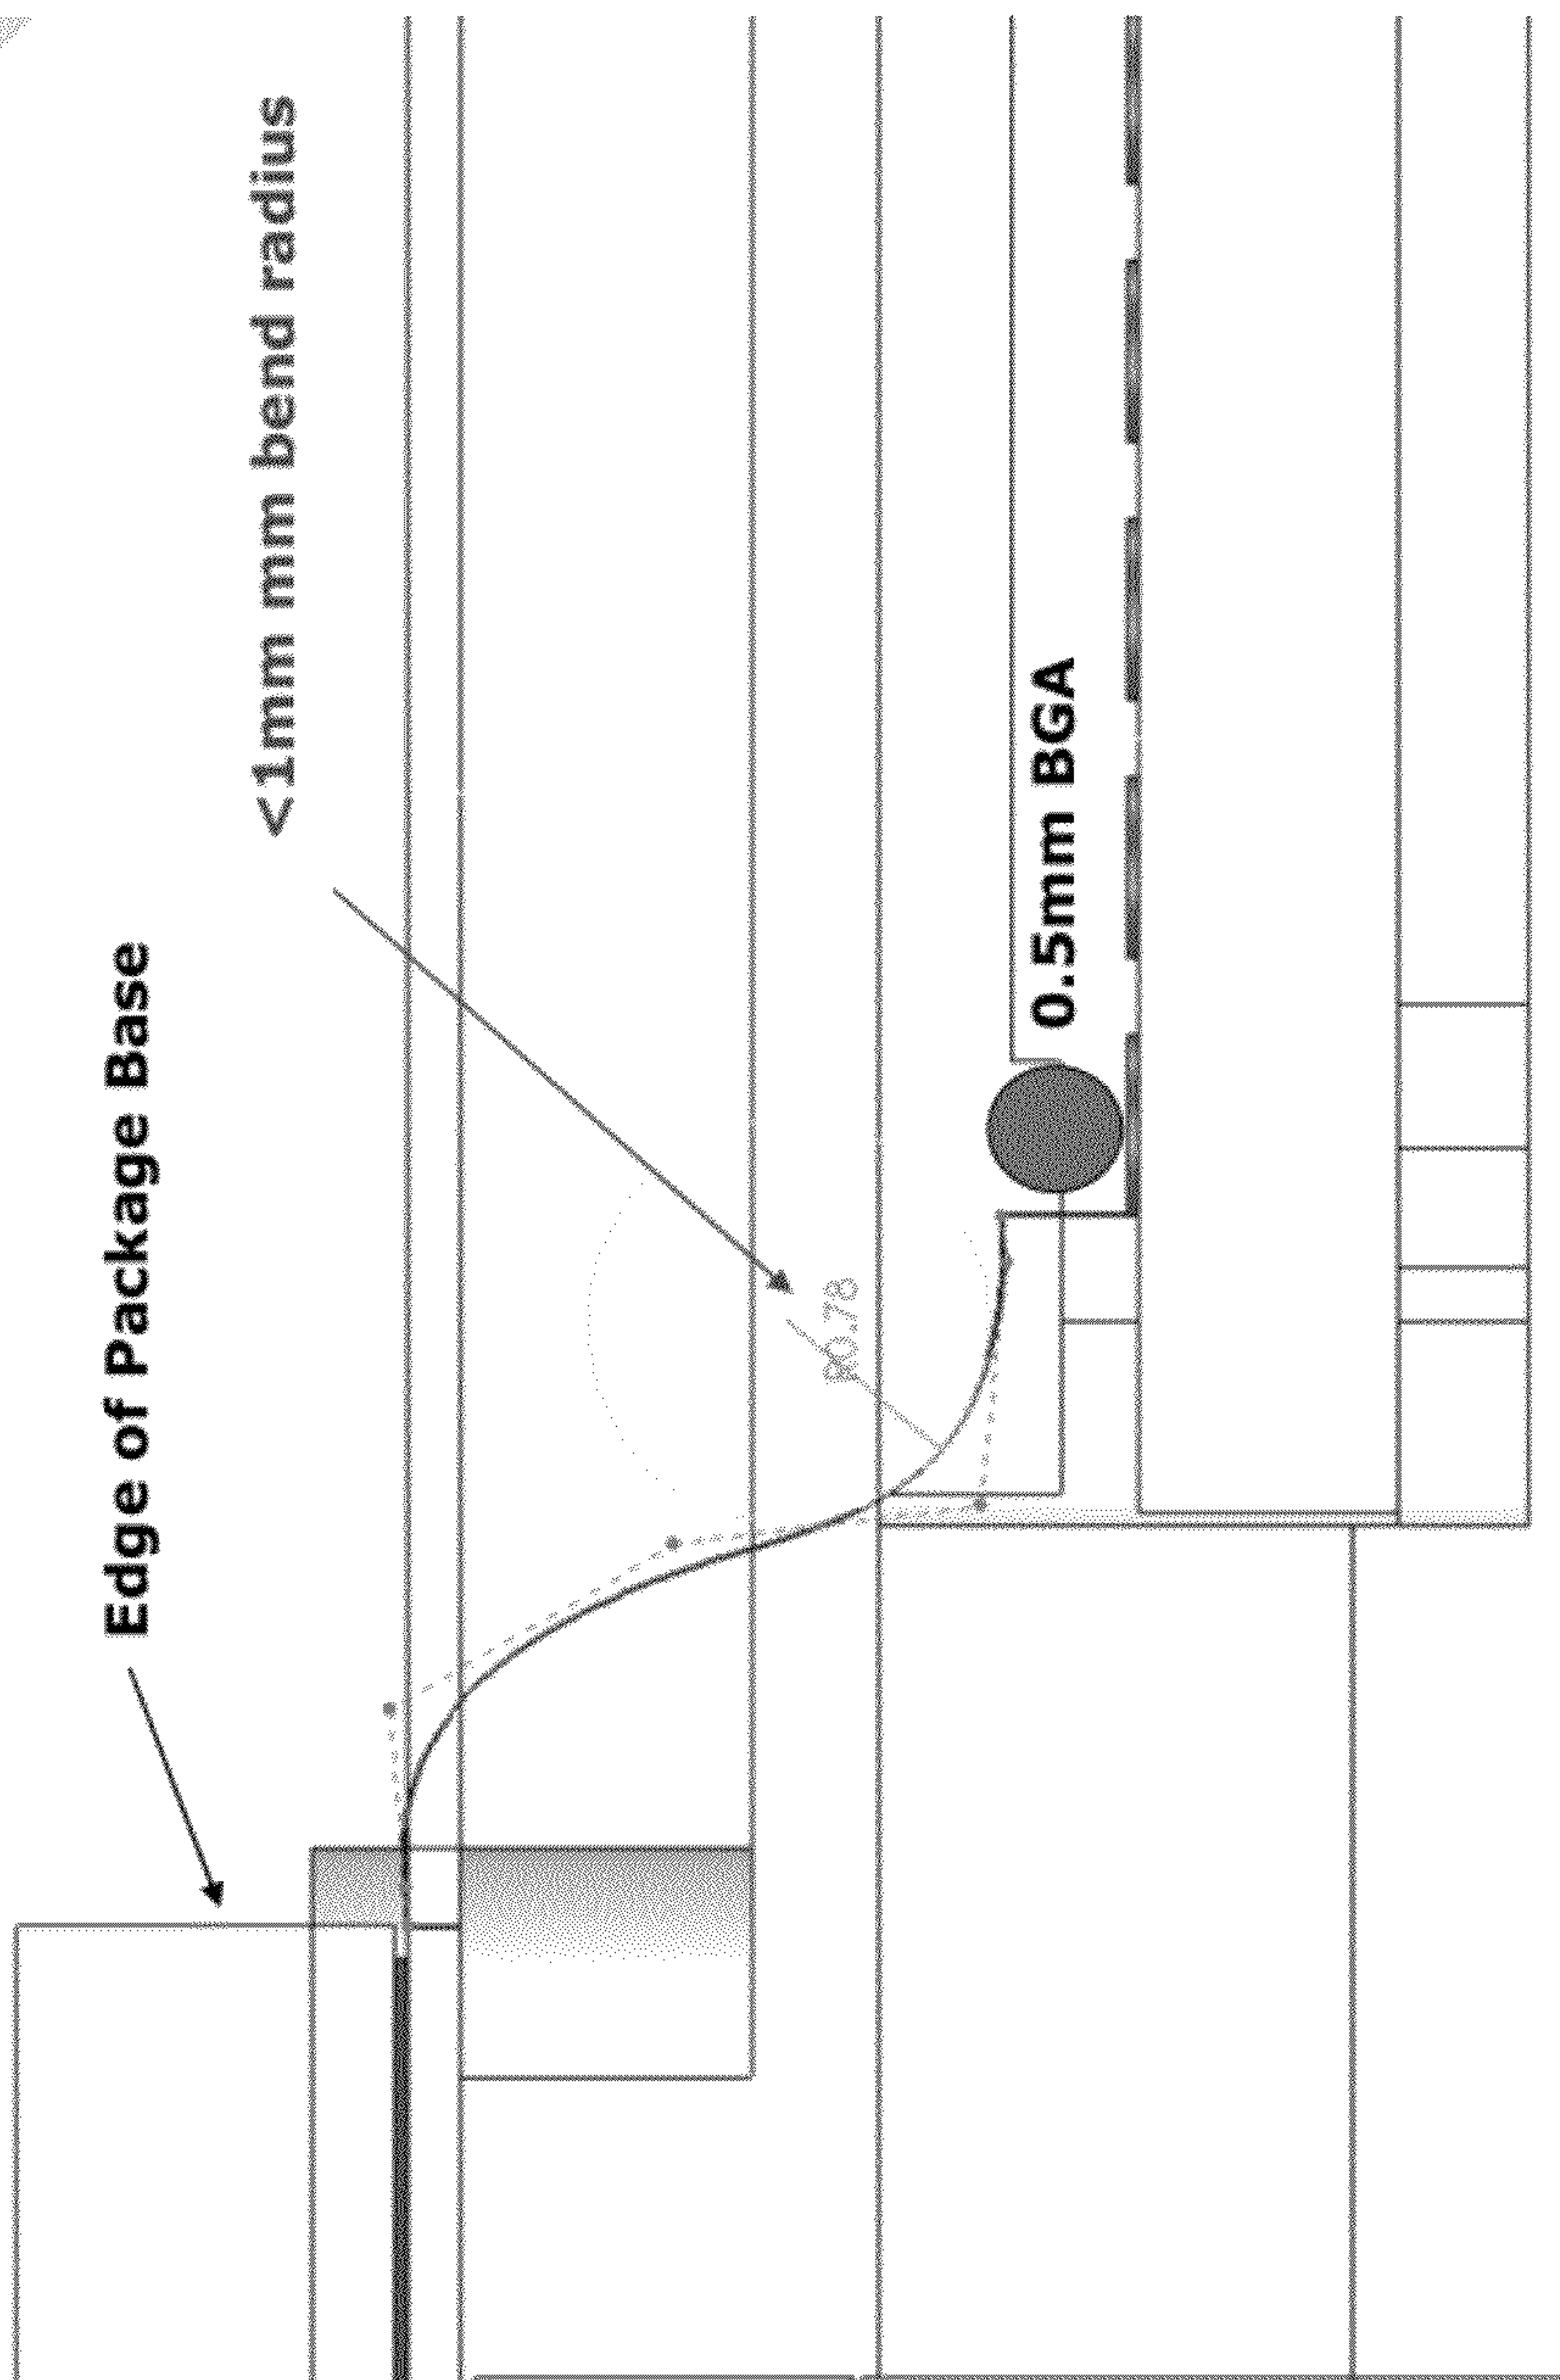 Edge of Package Base
<1mm mm bend radius
R0.78
0.5mm BGA